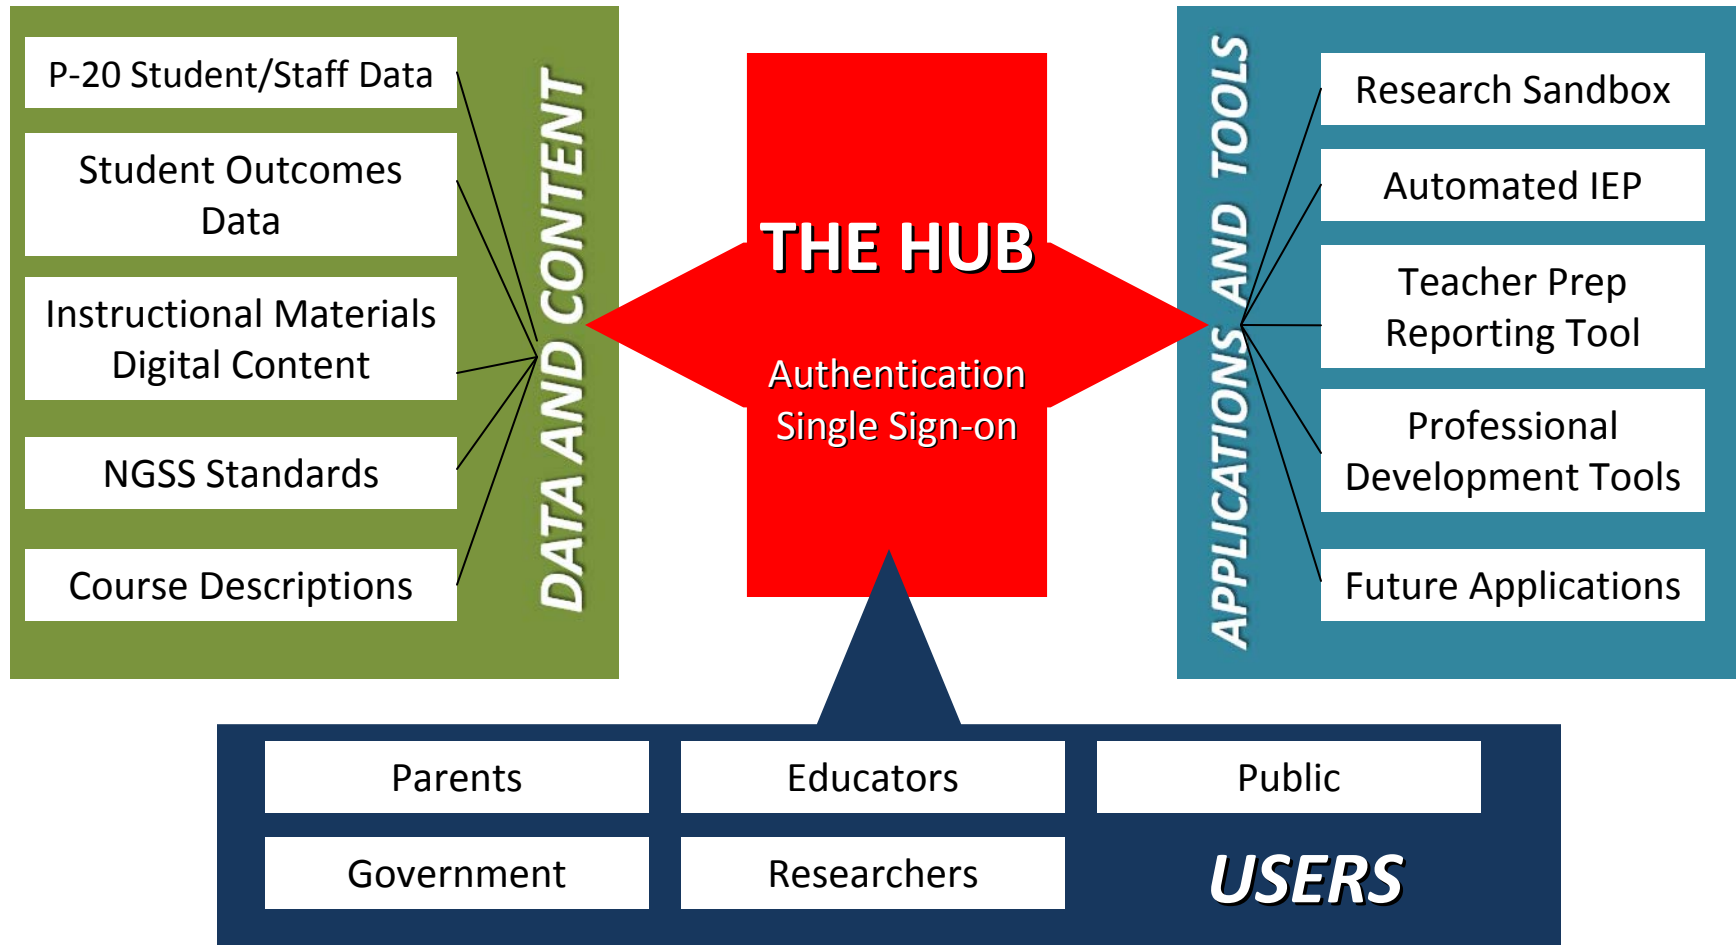 P-20 Student/Staff Data
Student Outcomes
Data
Instructional Materials
Digital Content
NGSS Standards
Course Descriptions
DATA AND CONTENT
THE HUB
Authentication
Single Sign-on
APPLICATIONS AND TOOLS
Research Sandbox
Automated IEP
Teacher Prep
Reporting Tool
Professional
Development Tools
Future Applications
Parents
Educators
Public
Government
Researchers
USERS